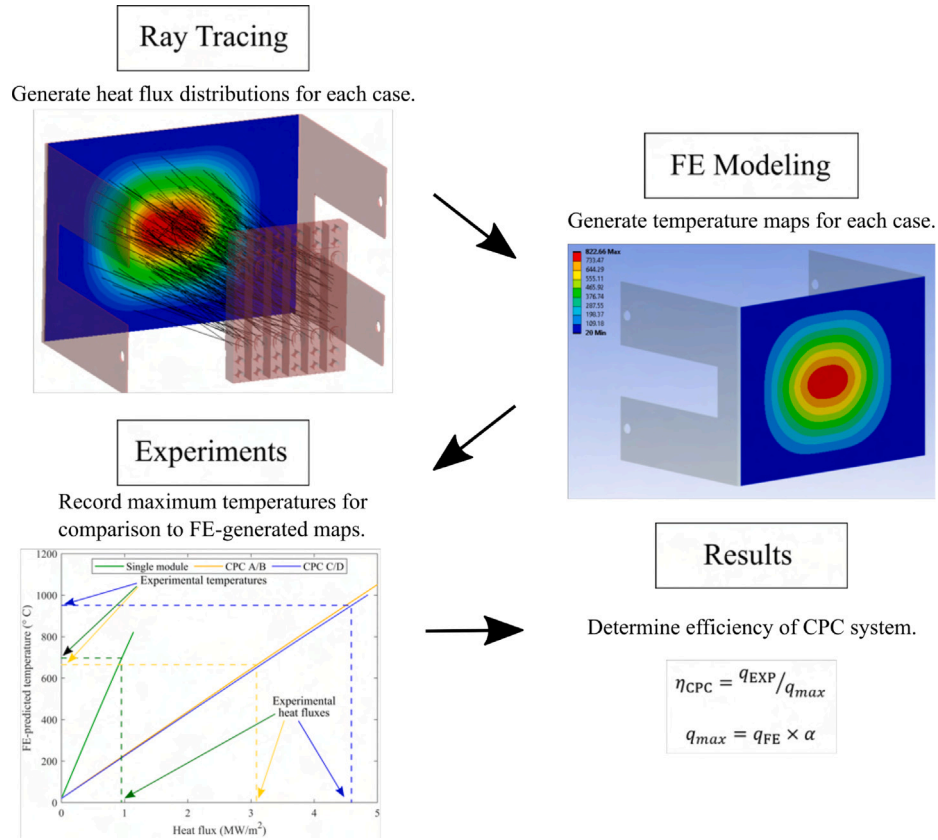 Ray Tracing
Generate heat flux distributions for each case.
FE Modeling
Generate temperature maps for each case.
822.66 Max
733.47
644.29
555.11
465.92
376.74
287.55
198.37
109.18
20 Min
Experiments
Record maximum temperatures for
comparison to FE-generated maps.
1200
1000
800
600
400
200
0
FE-predicted temperature (° C)
Single module
CPC A/B
CPC C/D
Experimental temperatures
Experimental
heat fluxes
0 1 2 3 4 5
Heat flux (MW/m²)
Results
Determine efficiency of CPC system.
η_CPC = q_EXP/q_max
q_max = q_FE × α